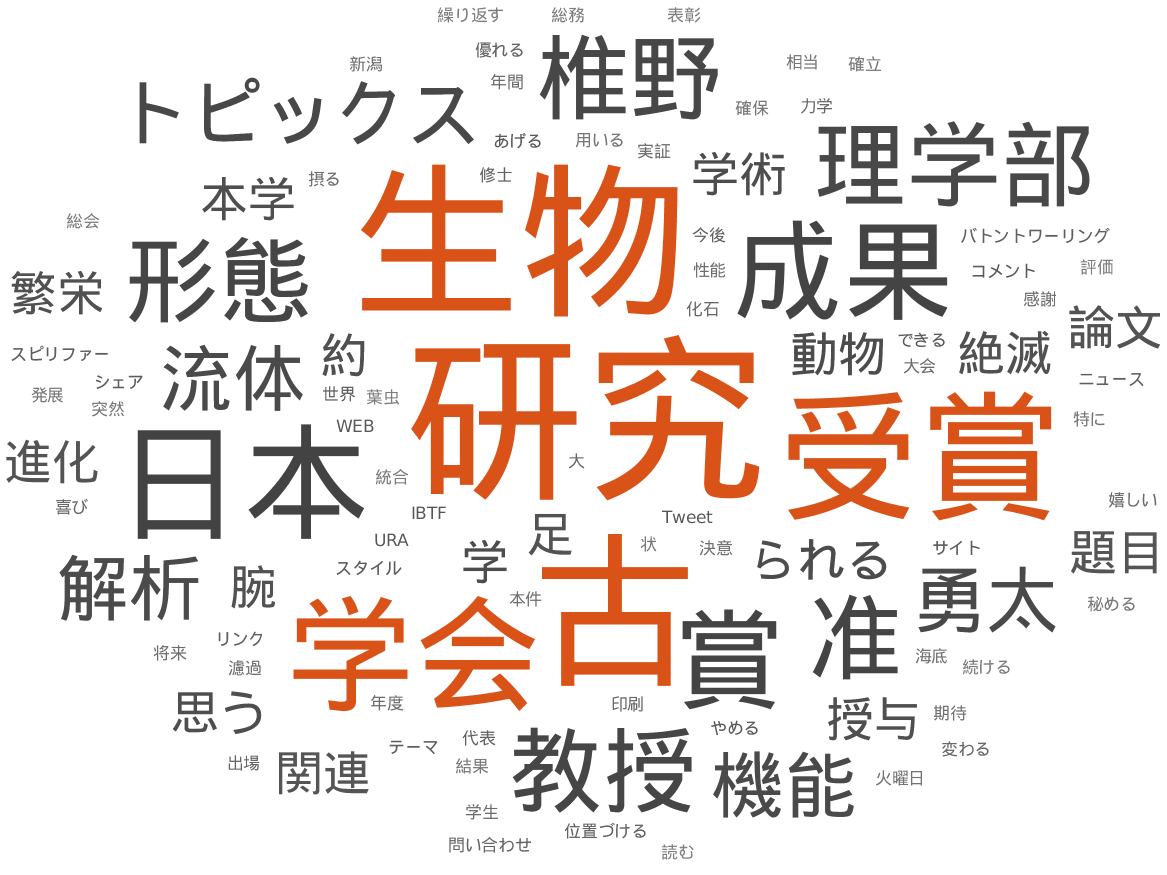 繰り返す 総務 表彰
優れる 椎野 相当 確立
新潟 年間 確保 力学
トピックス あげる 用いる 実証 理学部
本学 摂る 修士 学術
総会 生物 今後 成果 バトントワーリング
繁栄 形態 性能 コメント 評価
化石 感謝 論文
スピリファー 流体 約 動物 できる 絶滅
発展 シェア 世界 葉虫 大会 ニュース
突然 WEB 研究 受賞 特に
進化 日本 統合 大
喜び IBTF Tweet 嬉しい
URA 足 状 決意 られる サイト 題目
解析 腕 スタイル 学 古 勇太 秘める
リンク 学会 本件 賞 准 海底
将来 濾過 続ける
思う 年度 印刷 授与 期待
出場 関連 テーマ 代表 教授 やめる 変わる
結果 機能 火曜日
学生 位置づける
問い合わせ 読む